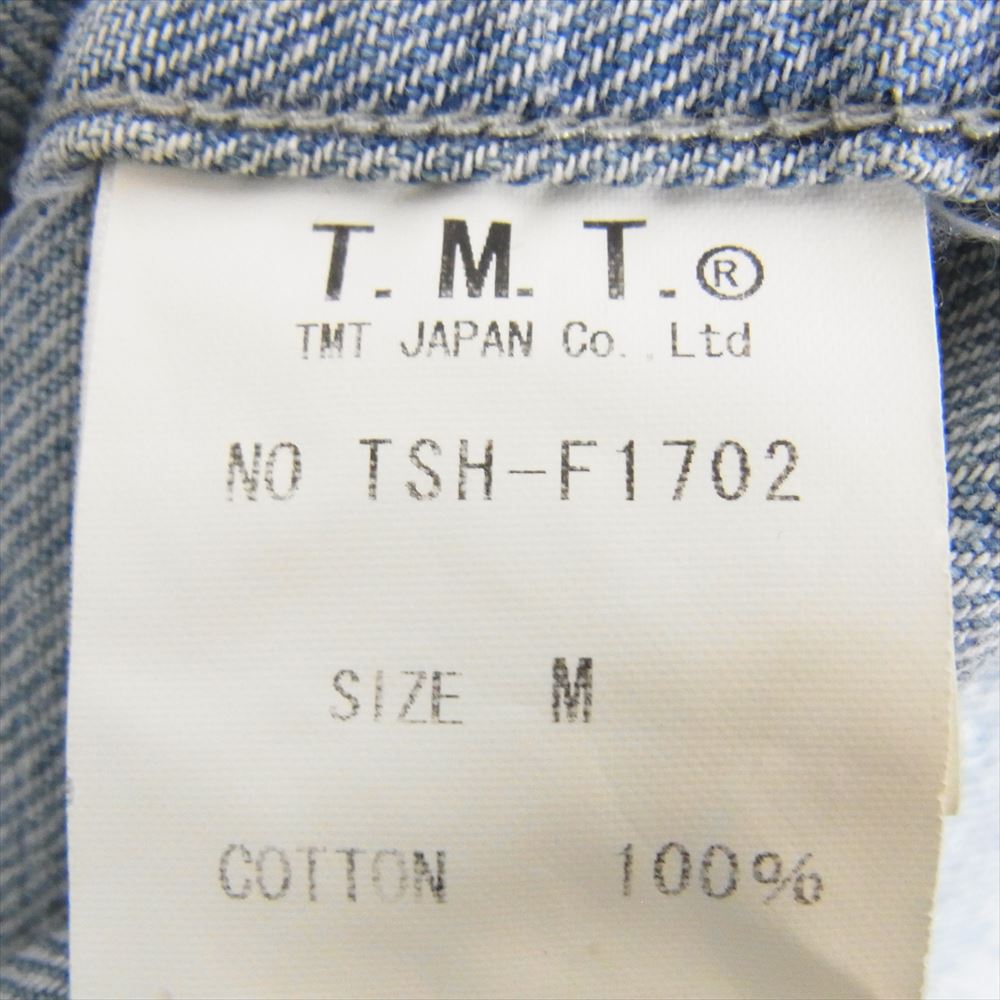 T. M. T.®
TMT JAPAN Co., Ltd
NO TSH-F1702
SIZE M
COTTON 100%